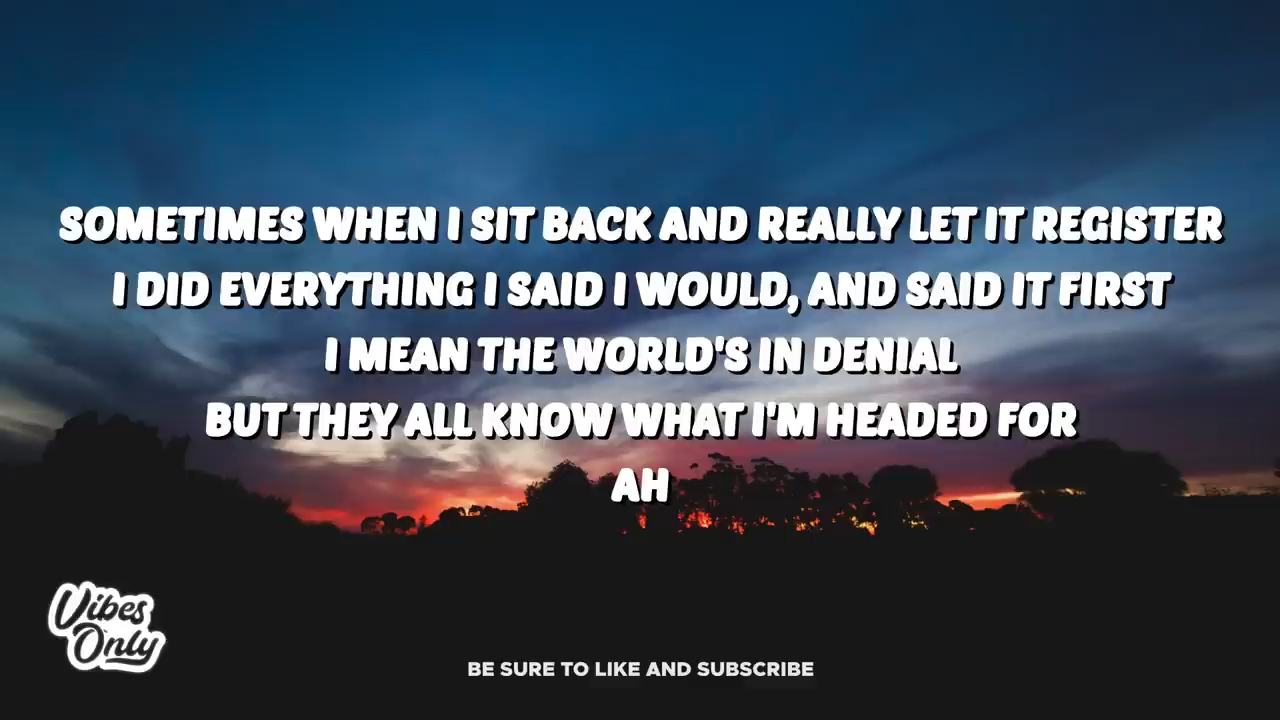 SOMETIMES WHEN I SIT BACK AND REALLY LET IT REGISTER
I DID EVERYTHING I SAID I WOULD, AND SAID IT FIRST
I MEAN THE WORLD'S IN DENIAL
BUT THEY ALL KNOW WHAT I'M HEADED FOR
AH
Vibes
Only
BE SURE TO LIKE AND SUBSCRIBE